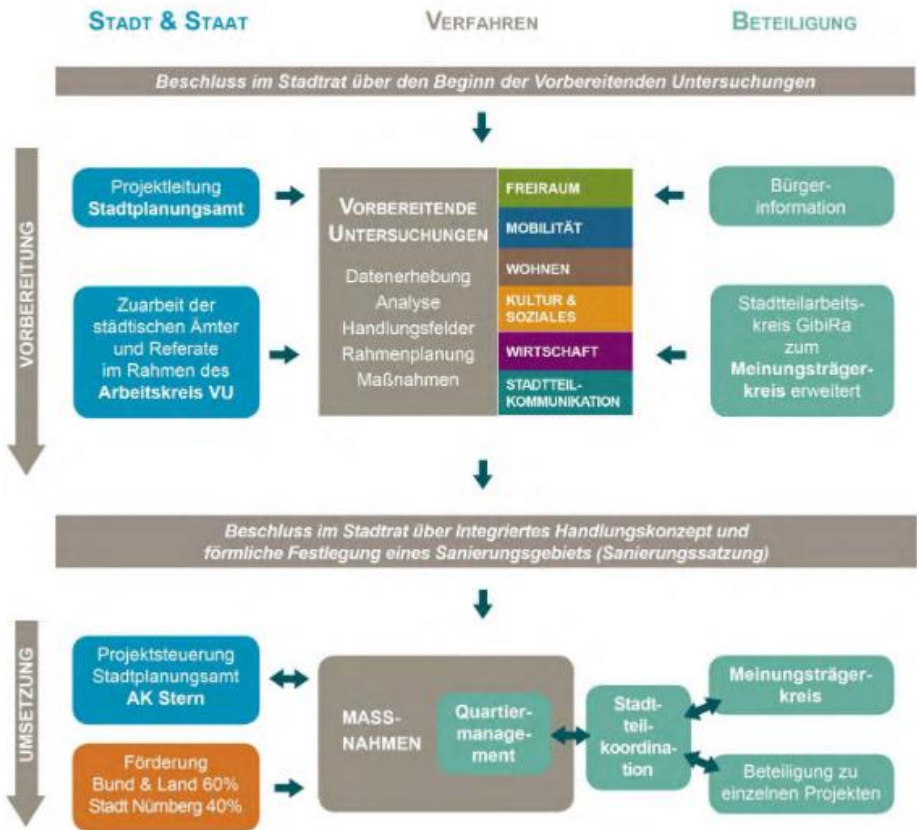 STADT & STAAT
VERFAHREN
BETEILIGUNG
Beschluss im Stadtrat über den Beginn der Vorbereitenden Untersuchungen
VORBEREITUNG
Projektleitung
Stadtplanungsamt
Zuarbeit der
städtischen Ämter
und Referate
im Rahmen des
Arbeitskreis VU
VORBEREITENDE
UNTERSUCHUNGEN
Datenerhebung
Analyse
Handlungsfelder
Rahmenplanung
Maßnahmen
FREIRAUM
MOBILITÄT
WOHNEN
KULTUR &
SOZIALES
WIRTSCHAFT
STADTTEIL-
KOMMUNIKATION
Bürger-
information
Stadtteilarbeits-
kreis GibiRa
zum
Meinungsträger-
kreis erweitert
Beschluss im Stadtrat über Integriertes Handlungskonzept und
förmliche Festlegung eines Sanierungsgebiets (Sanierungssatzung)
UMSETZUNG
Projektsteuerung
Stadtplanungsamt
AK Stern
Förderung
Bund & Land 60%
Stadt Nürnberg 40%
MASS-
NAHMEN
Quartier-
management
Stadt-
teil-
koordina-
tion
Meinungsträger-
kreis
Beteiligung zu
einzelnen Projekten